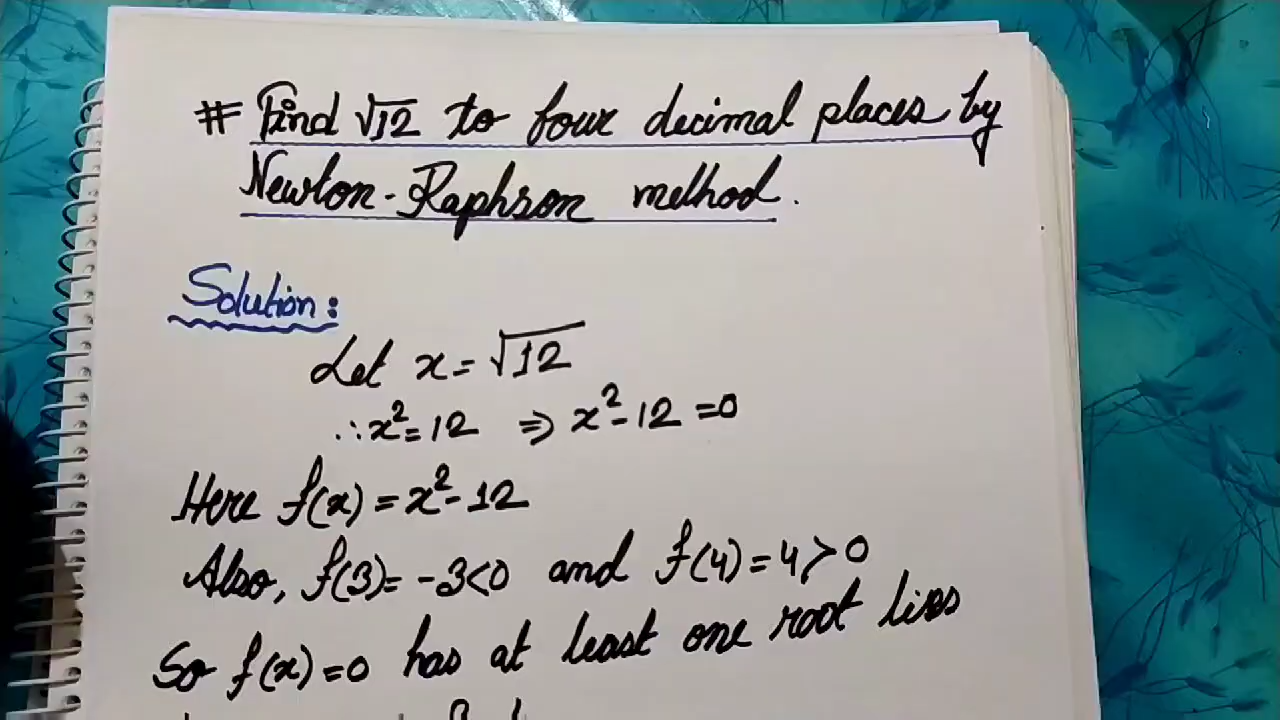 # Find √12 to four decimal places by
Newton-Raphson method.
Solution:
Let x = √12
∴ x² = 12 ⇒ x² - 12 = 0
Here f(x) = x² - 12
Also, f(3) = -3 < 0 and f(4) = 4 > 0
So f(x) = 0 has at least one root lies